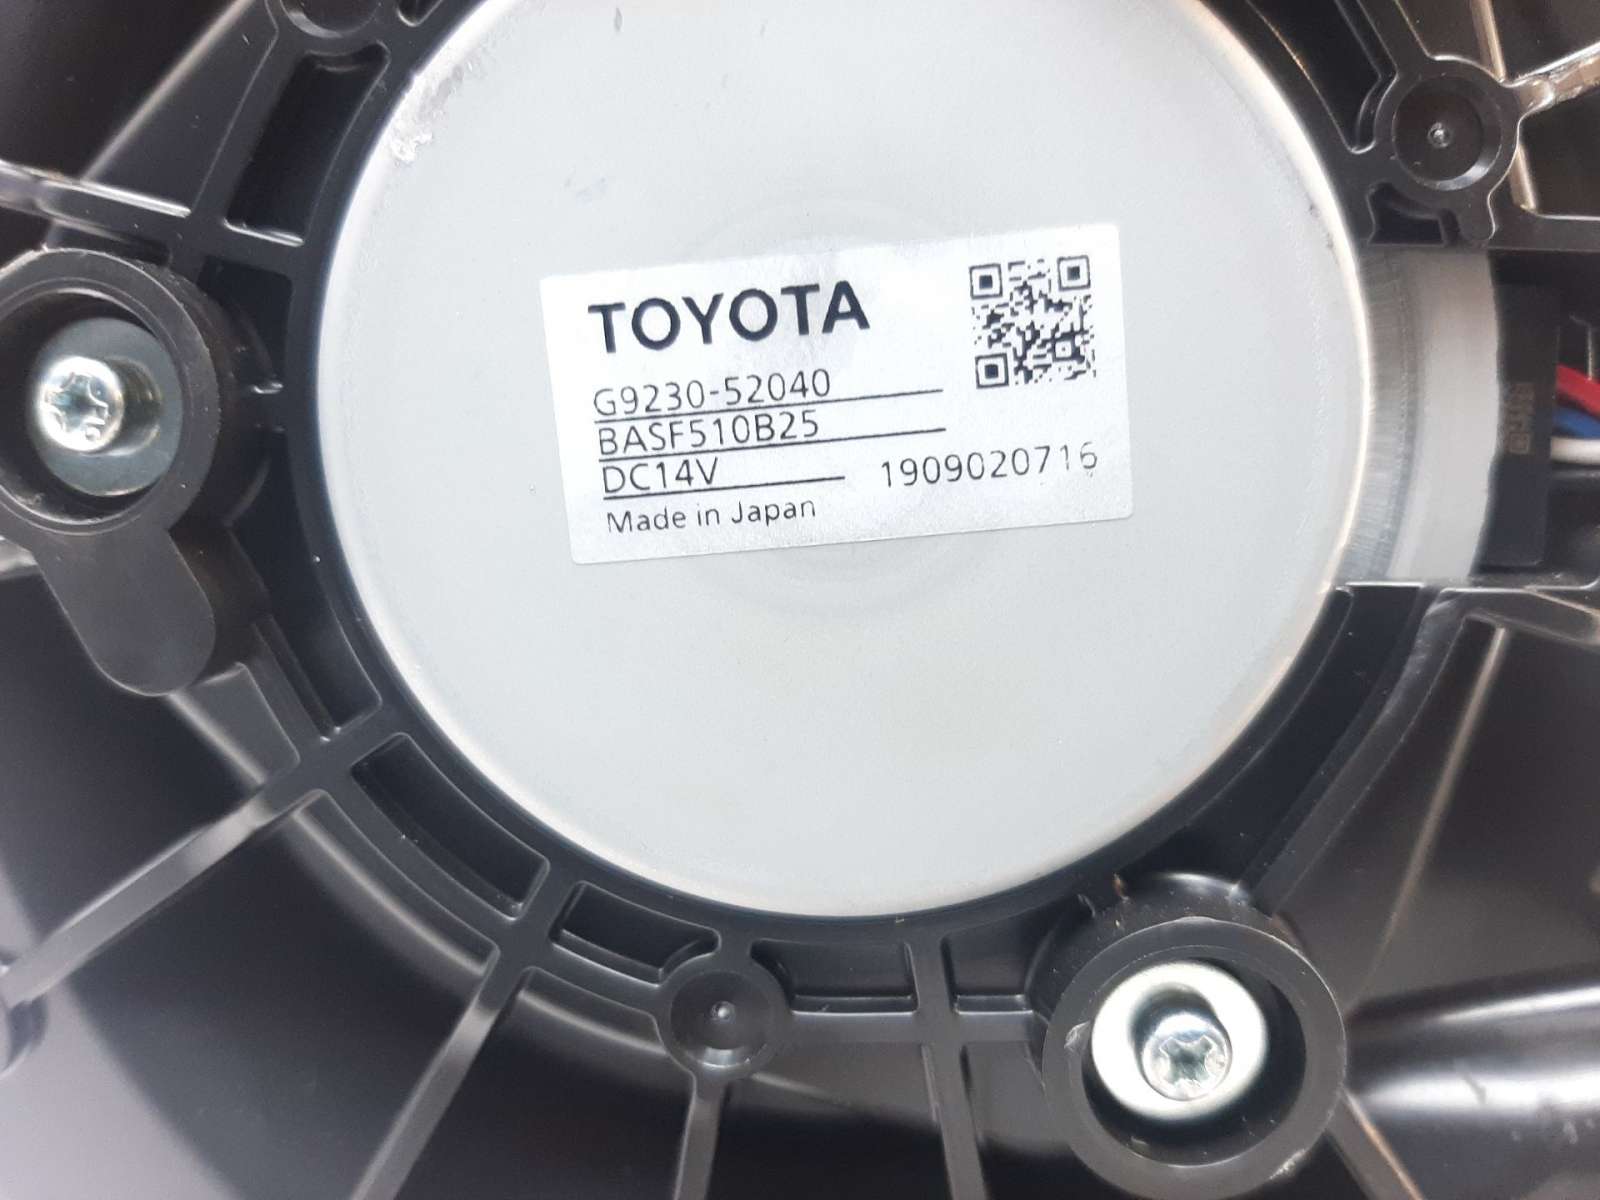 TOYOTA
G9230-52040
BASF510B25
DC14V 1909020716
Made in Japan